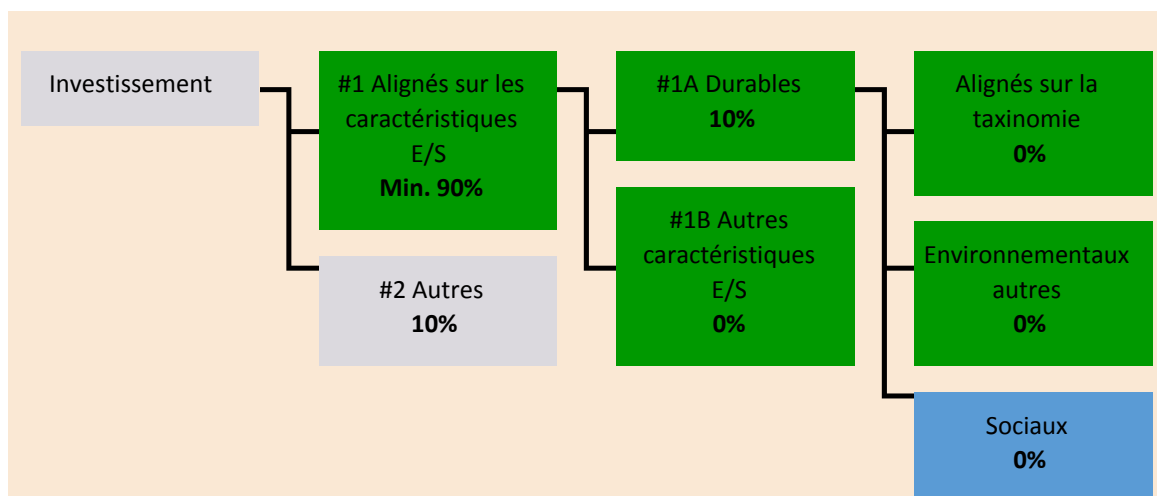 Investissement
#1 Alignés sur les
caractéristiques
E/S
Min. 90%
#2 Autres
10%
#1A Durables
10%
#1B Autres
caractéristiques
E/S
0%
Alignés sur la
taxinomie
0%
Environnementaux
autres
0%
Sociaux
0%